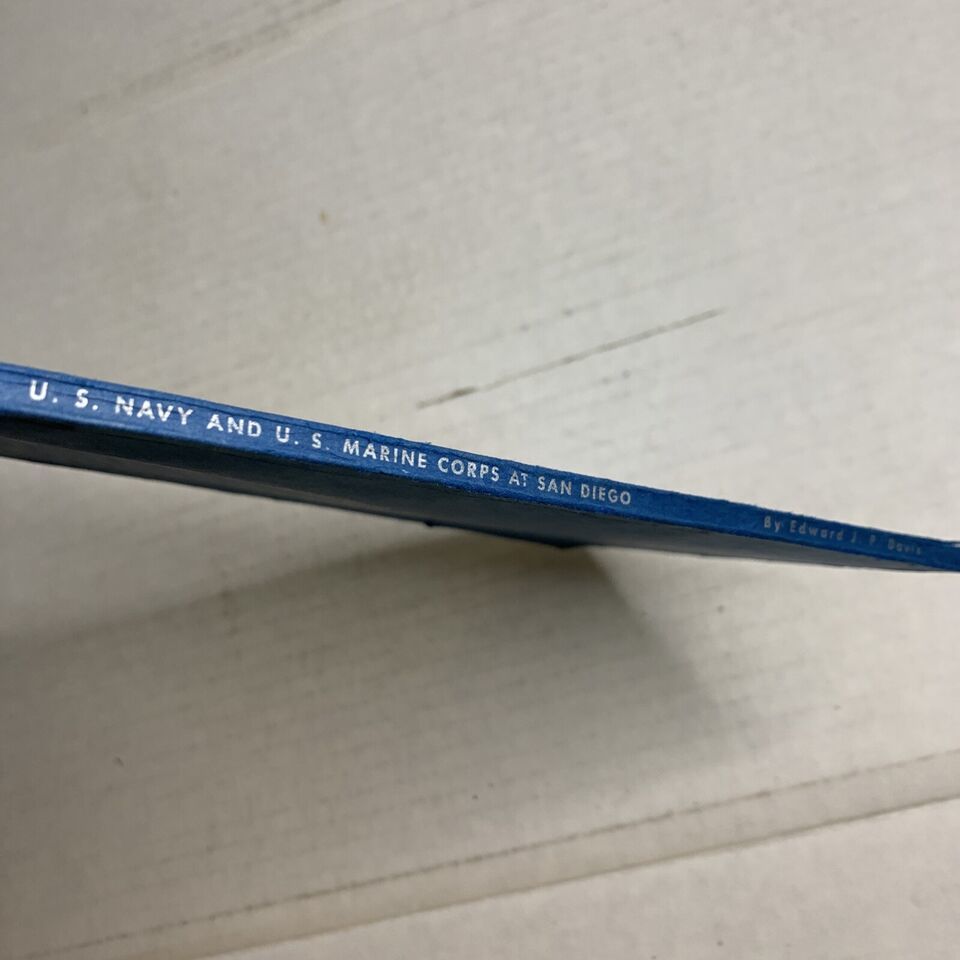 U. S. NAVY AND U. S. MARINE CORPS AT SAN DIEGO
By Edward J. P. Davis